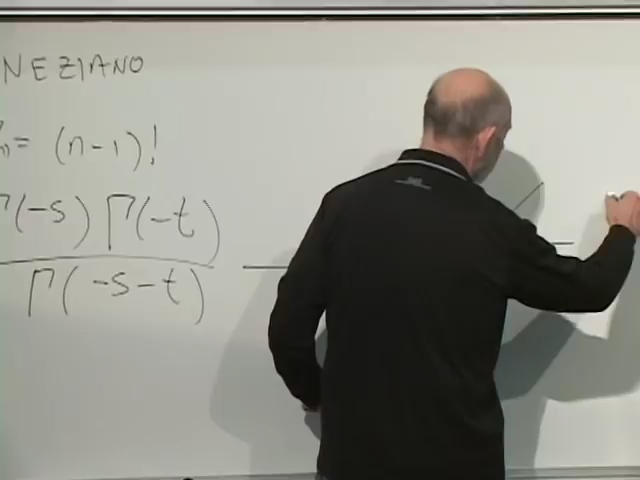 NEZIANO
n = (n-1)!
Γ(-s) Γ(-t)
Γ( -s-t)